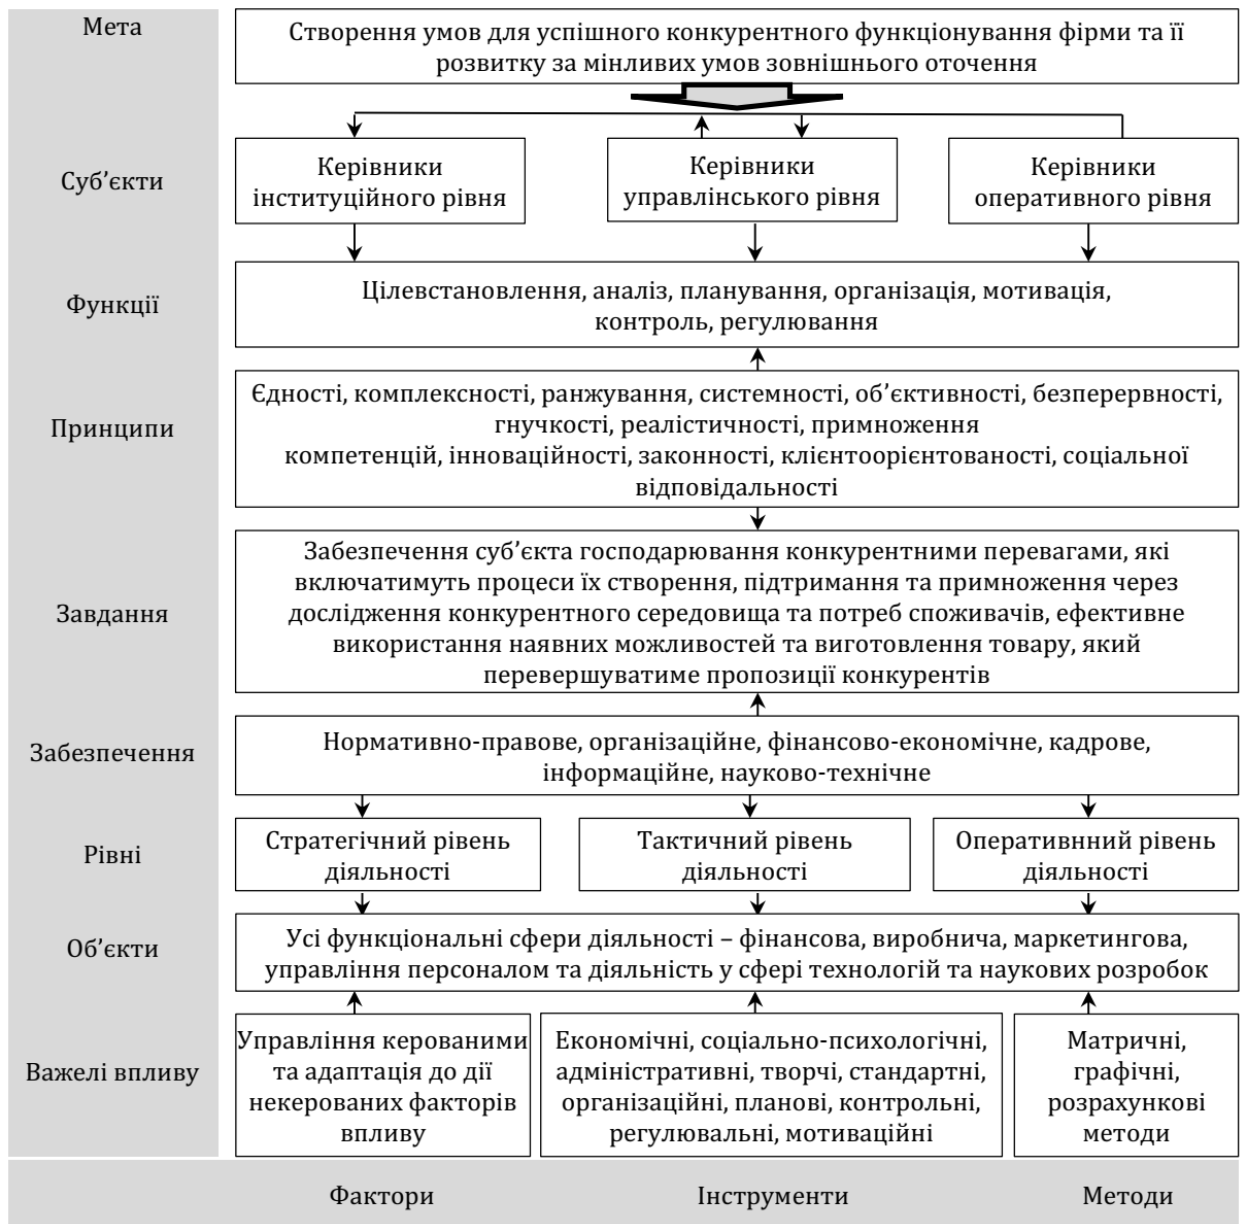 Мета
Створення умов для успішного конкурентного функціонування фірми та її
розвитку за мінливих умов зовнішнього оточення
Суб’єкти
Керівники
інституційного рівня
Керівники
управлінського рівня
Керівники
оперативного рівня
Функції
Цілевстановлення, аналіз, планування, організація, мотивація,
контроль, регулювання
Принципи
Єдності, комплексності, ранжування, системності, об’єктивності, безперервності,
гнучкості, реалістичності, примноження
компетенцій, інноваційності, законності, клієнтоорієнтованості, соціальної
відповідальності
Завдання
Забезпечення суб’єкта господарювання конкурентними перевагами, які
включатимуть процеси їх створення, підтримання та примноження через
дослідження конкурентного середовища та потреб споживачів, ефективне
використання наявних можливостей та виготовлення товару, який
перевершуватиме пропозиції конкурентів
Забезпечення
Нормативно-правове, організаційне, фінансово-економічне, кадрове,
інформаційне, науково-технічне
Рівні
Стратегічний рівень
діяльності
Тактичний рівень
діяльності
Оперативнний рівень
діяльності
Об’єкти
Усі функціональні сфери діяльності – фінансова, виробнича, маркетингова,
управління персоналом та діяльність у сфері технологій та наукових розробок
Важелі впливу
Управління керованими
та адаптація до дії
некерованих факторів
впливу
Економічні, соціально-психологічні,
адміністративні, творчі, стандартні,
організаційні, планові, контрольні,
регулювальні, мотиваційні
Матричні,
графічні,
розрахункові
методи
Фактори
Інструменти
Методи